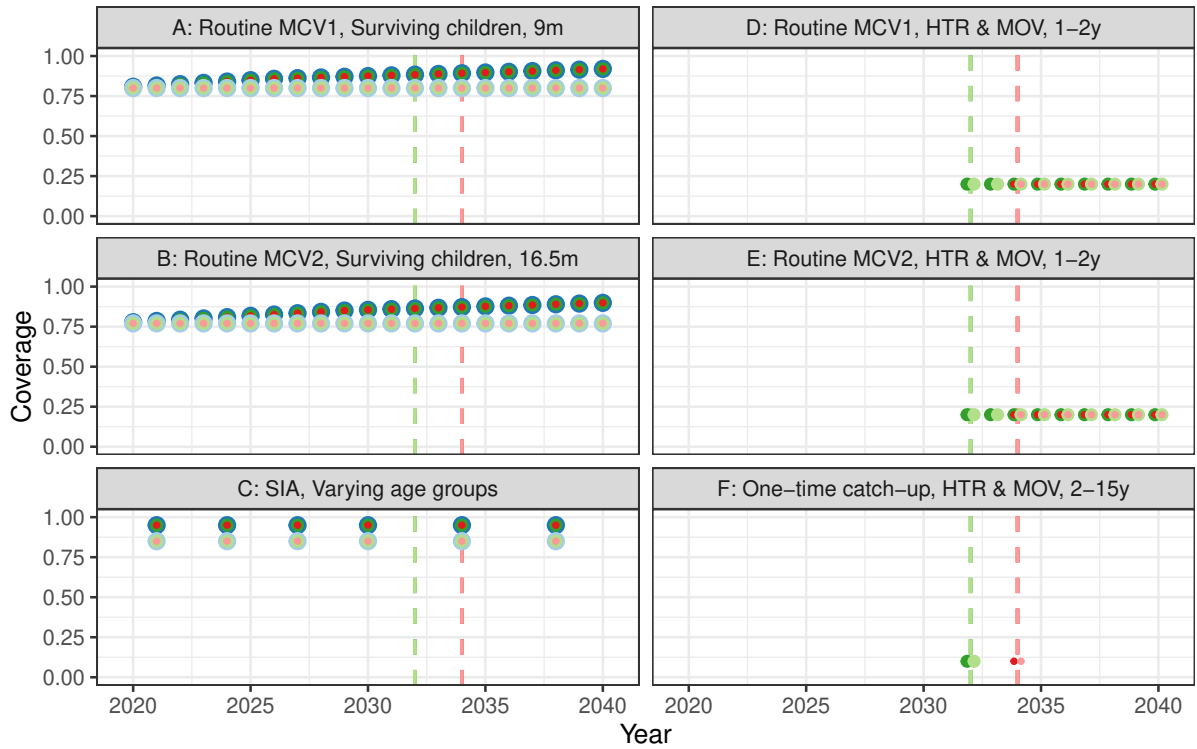 A: Routine MCV1, Surviving children, 9m
D: Routine MCV1, HTR & MOV, 1−2y
1.00
0.75
0.50
0.25
0.00
B: Routine MCV2, Surviving children, 16.5m
E: Routine MCV2, HTR & MOV, 1−2y
1.00
0.75
0.50
0.25
0.00
Coverage
C: SIA, Varying age groups
F: One−time catch−up, HTR & MOV, 2−15y
1.00
0.75
0.50
0.25
0.00
2020 2025 2030 2035 2040 2020 2025 2030 2035 2040
Year